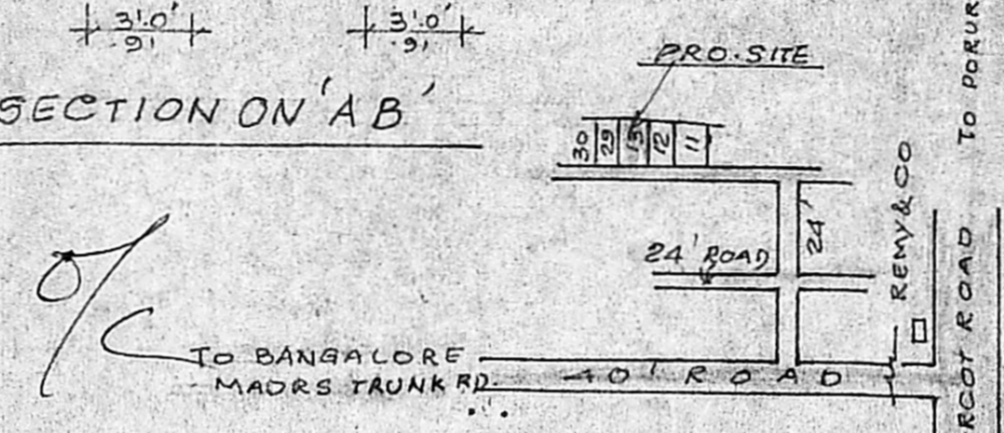 3'.0" 3'.0"
.91 .91
SECTION ON 'A B'
PRO.SITE
30 29 13 12 11
24' ROAD
24'
REMY & CO
TO PORUR
RCOT ROAD
TO BANGALORE
MADRS TRUNK RD.
40' ROAD